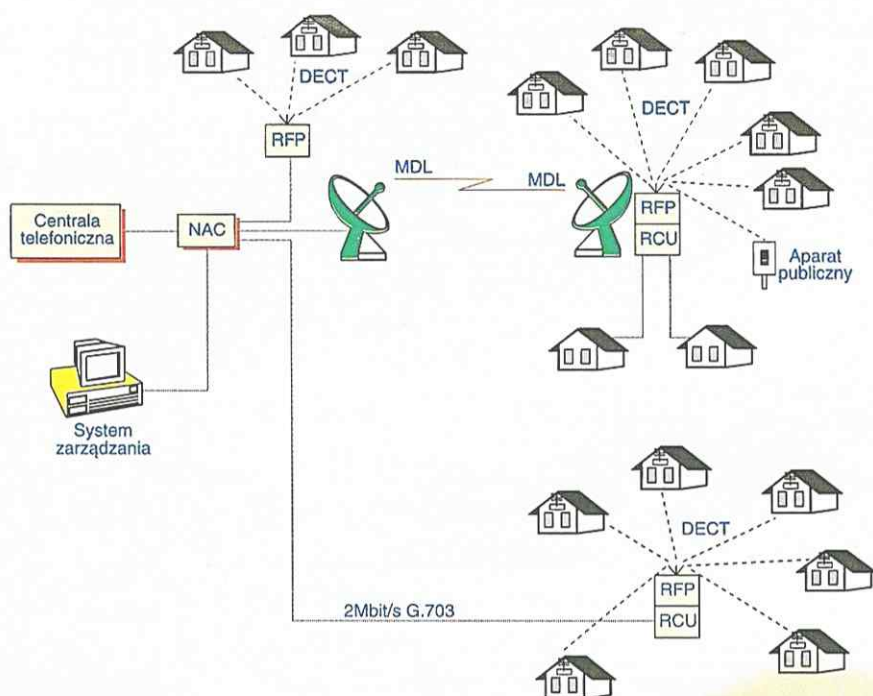 DECT
DECT
RFP
MDL
MDL
RFP
Centrala
telefoniczna
NAC
RCU
Aparat
publiczny
System
zarządzania
DECT
RFP
2Mbit/s G.703
RCU